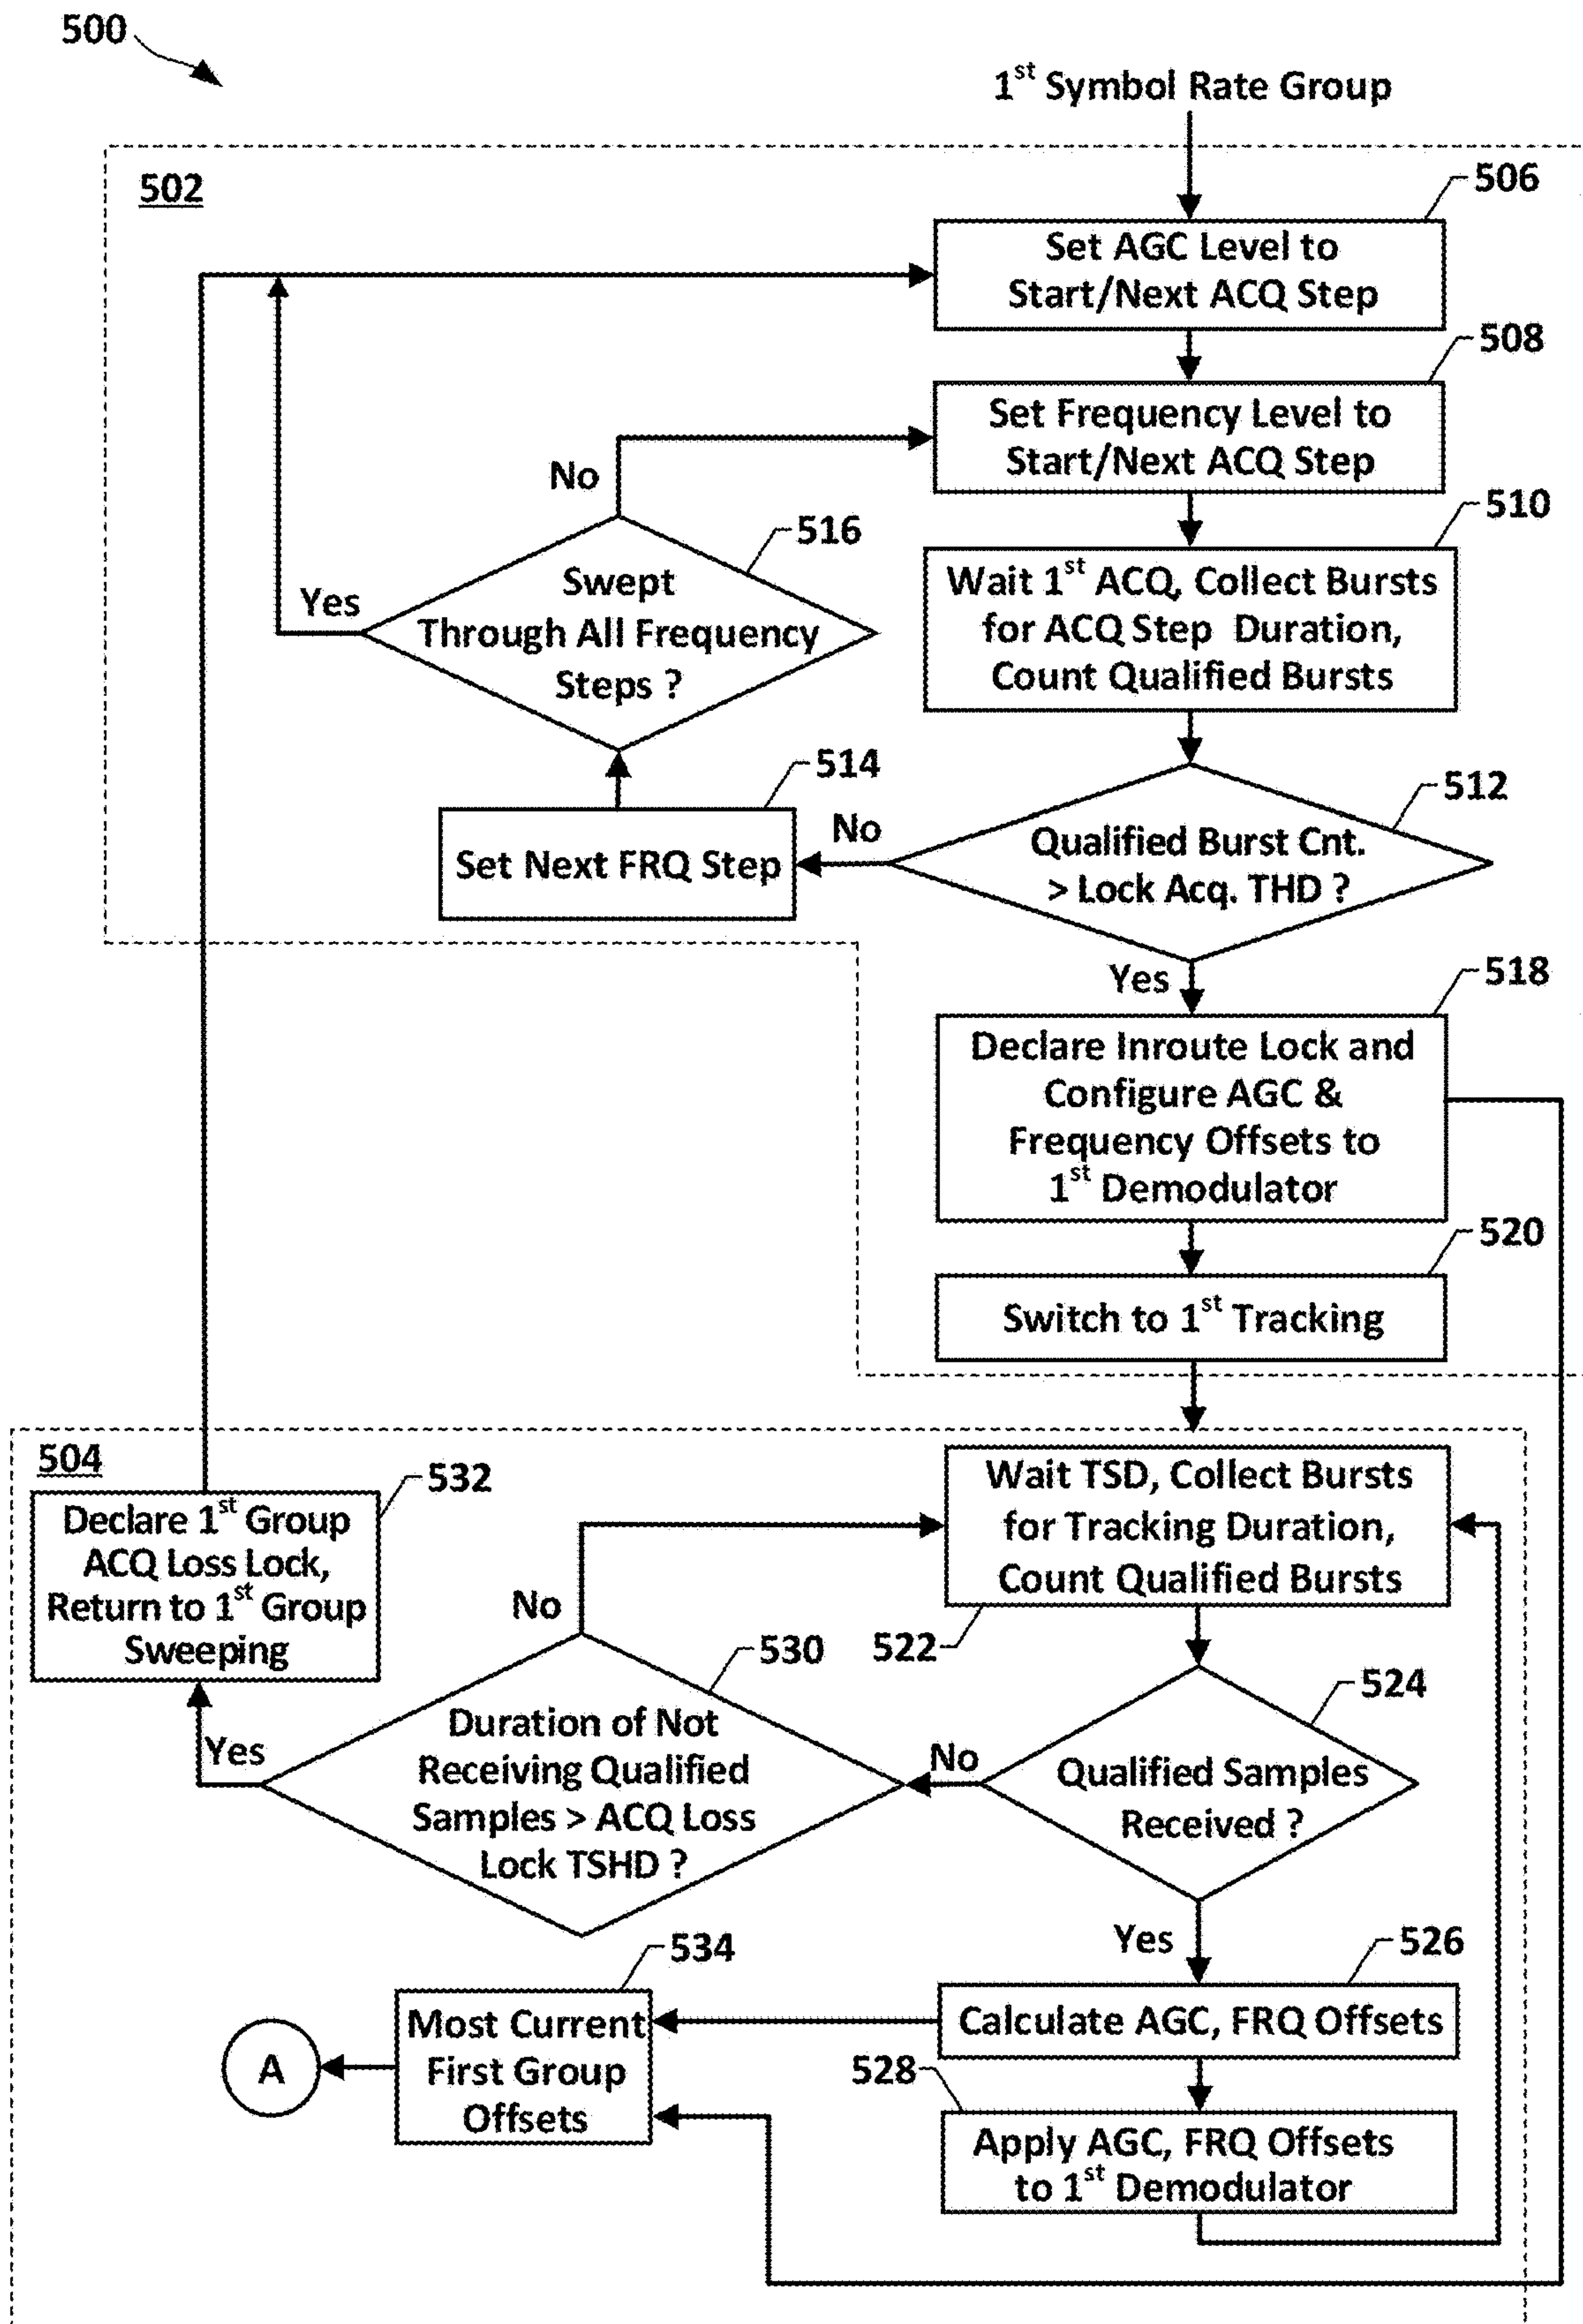 500
1st Symbol Rate Group
502
506
Set AGC Level to
Start/Next ACQ Step
508
Set Frequency Level to
Start/Next ACQ Step
No
510
516
Wait 1st ACQ, Collect Bursts
for ACQ Step Duration,
Count Qualified Bursts
Swept
Through All Frequency
Steps ?
Yes
514
512
Set Next FRQ Step
No
Qualified Burst Cnt.
> Lock Acq. THD ?
Yes
518
Declare Inroute Lock and
Configure AGC &
Frequency Offsets to
1st Demodulator
520
Switch to 1st Tracking
504
532
Declare 1st Group
ACQ Loss Lock,
Return to 1st Group
Sweeping
Wait TSD, Collect Bursts
for Tracking Duration,
Count Qualified Bursts
No
522
530
524
Duration of Not
Receiving Qualified
Samples > ACQ Loss
Lock TSHD ?
Yes
No
Qualified Samples
Received ?
Yes
534
526
Most Current
First Group
Offsets
A
Calculate AGC, FRQ Offsets
528
Apply AGC, FRQ Offsets
to 1st Demodulator